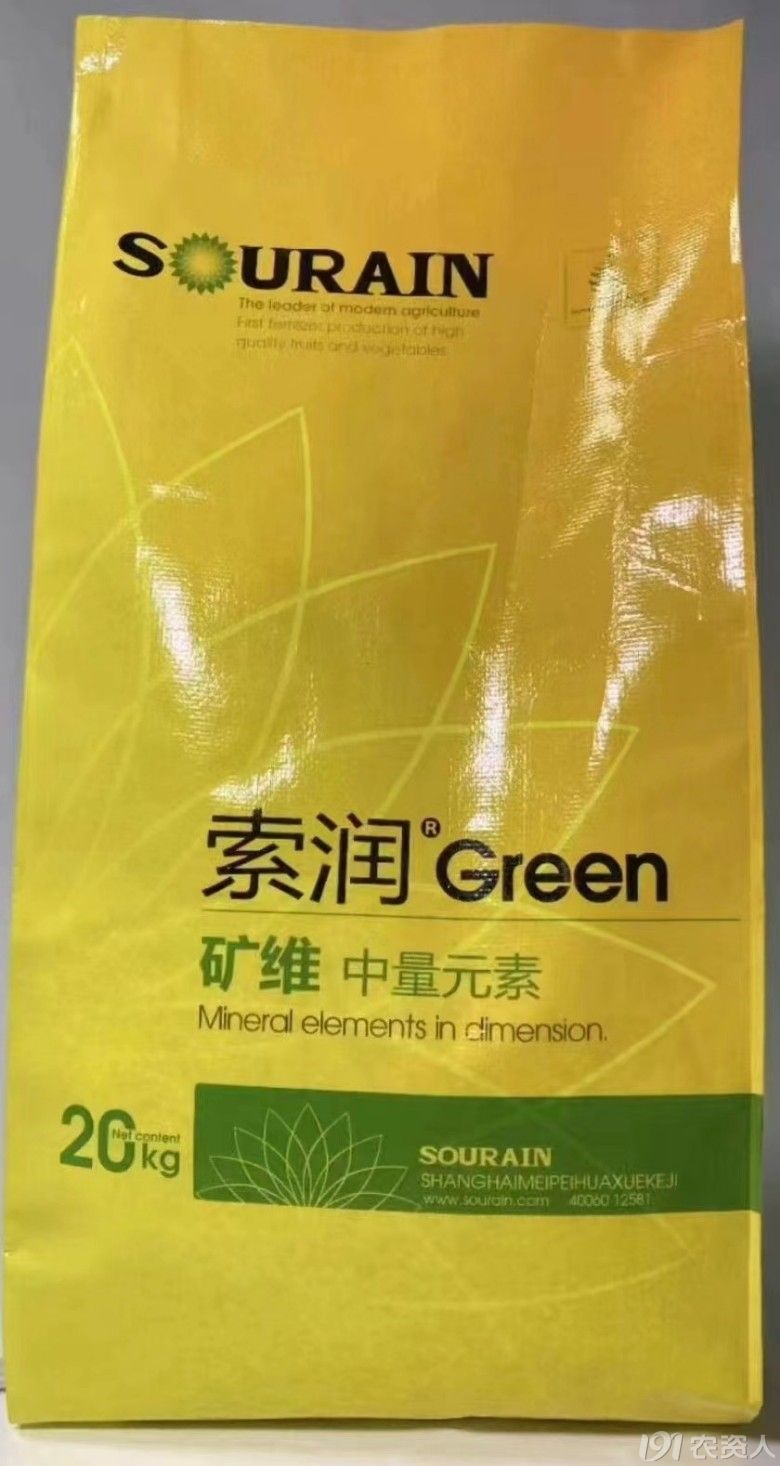 SOURAIN
The leader of modern agriculture
First fertilizer production of high
quality fruits and vegetables
索润®Green
矿维 中量元素
Mineral elements in dimension.
20kg
Net content
SOURAIN
SHANGHAIMEIPEIHUAXUEKEJI
www.sourain.com 40060 12581
191农资人